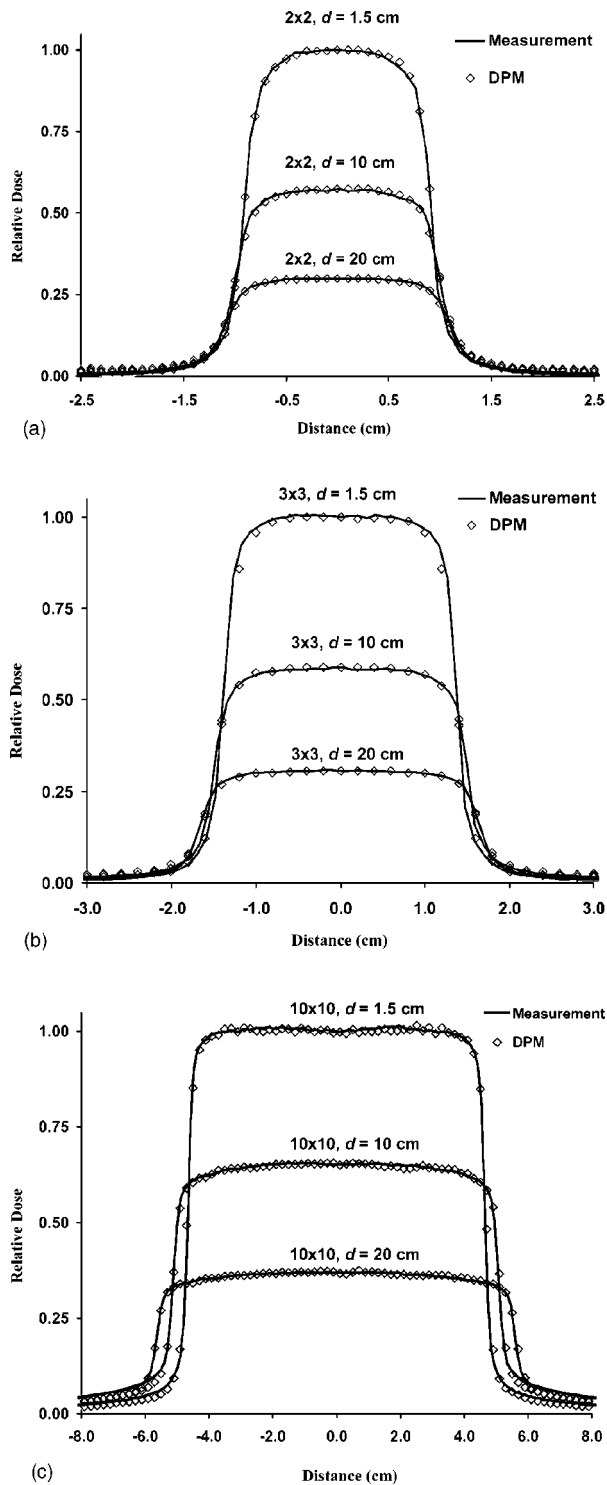 2x2, d = 1.5 cm
Measurement
DPM
1.00
0.75
2x2, d = 10 cm
0.50
2x2, d = 20 cm
0.25
0.00
Relative Dose
-2.5 -1.5 -0.5 0.5 1.5 2.5
Distance (cm)
(a)
3x3, d = 1.5 cm
Measurement
DPM
1.00
0.75
3x3, d = 10 cm
0.50
3x3, d = 20 cm
0.25
0.00
Relative Dose
-3.0 -2.0 -1.0 0.0 1.0 2.0 3.0
Distance (cm)
(b)
10x10, d = 1.5 cm
Measurement
DPM
1.00
0.75
10x10, d = 10 cm
0.50
10x10, d = 20 cm
0.25
0.00
Relative Dose
-8.0 -6.0 -4.0 -2.0 0.0 2.0 4.0 6.0 8.0
Distance (cm)
(c)